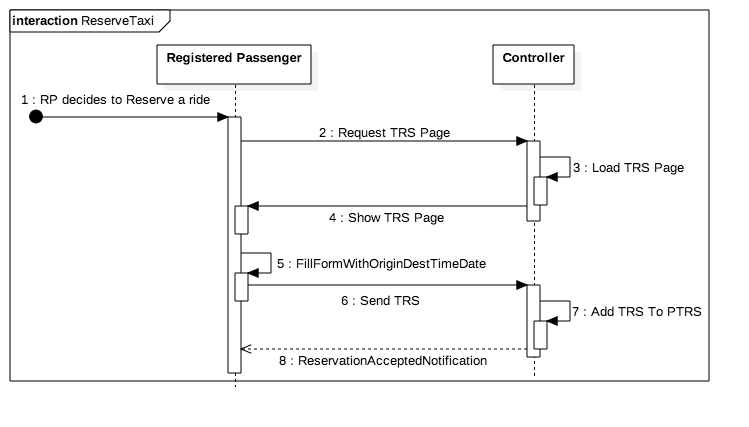 interaction ReserveTaxi
Registered Passenger
Controller
1 : RP decides to Reserve a ride
2 : Request TRS Page
3 : Load TRS Page
4 : Show TRS Page
5 : FillFormWithOriginDestTimeDate
6 : Send TRS
7 : Add TRS To PTRS
8 : ReservationAcceptedNotification